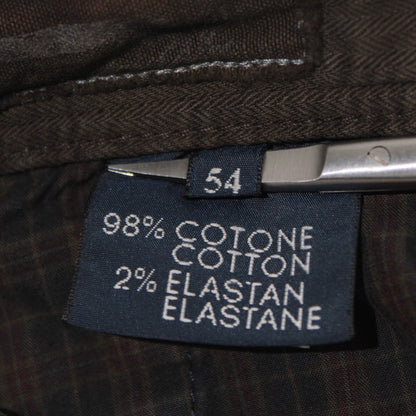 54
98% COTONE
COTTON
2% ELASTAN
ELASTANE